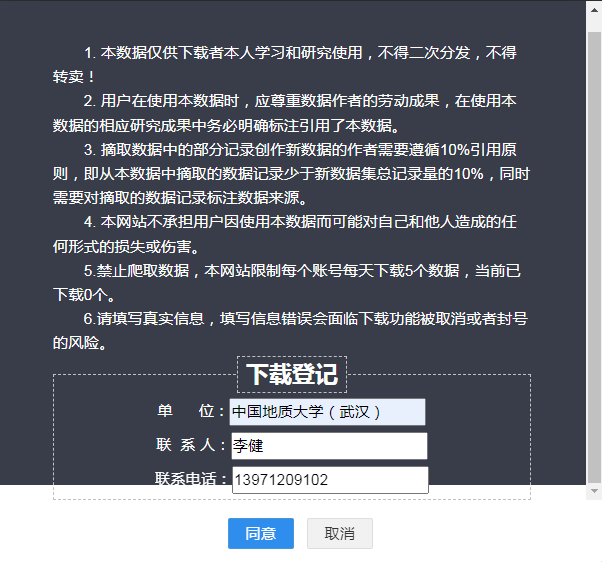 1. 本数据仅供下载者本人学习和研究使用，不得二次分发，不得
转卖！
2. 用户在使用本数据时，应尊重数据作者的劳动成果，在使用本
数据的相应研究成果中务必明确标注引用了本数据。
3. 摘取数据中的部分记录创作新数据的作者需要遵循10%引用原
则，即从本数据中摘取的数据记录少于新数据集总记录量的10%，同时
需要对摘取的数据记录标注数据来源。
4. 本网站不承担用户因使用本数据而可能对自己和他人造成的任
何形式的损失或伤害。
5.禁止爬取数据，本网站限制每个账号每天下载5个数据，当前已
下载0个。
6.请填写真实信息，填写信息错误会面临下载功能被取消或者封号
的风险。
下载登记
单 位：中国地质大学（武汉）
联 系 人：李健
联系电话：13971209102
同意 取消